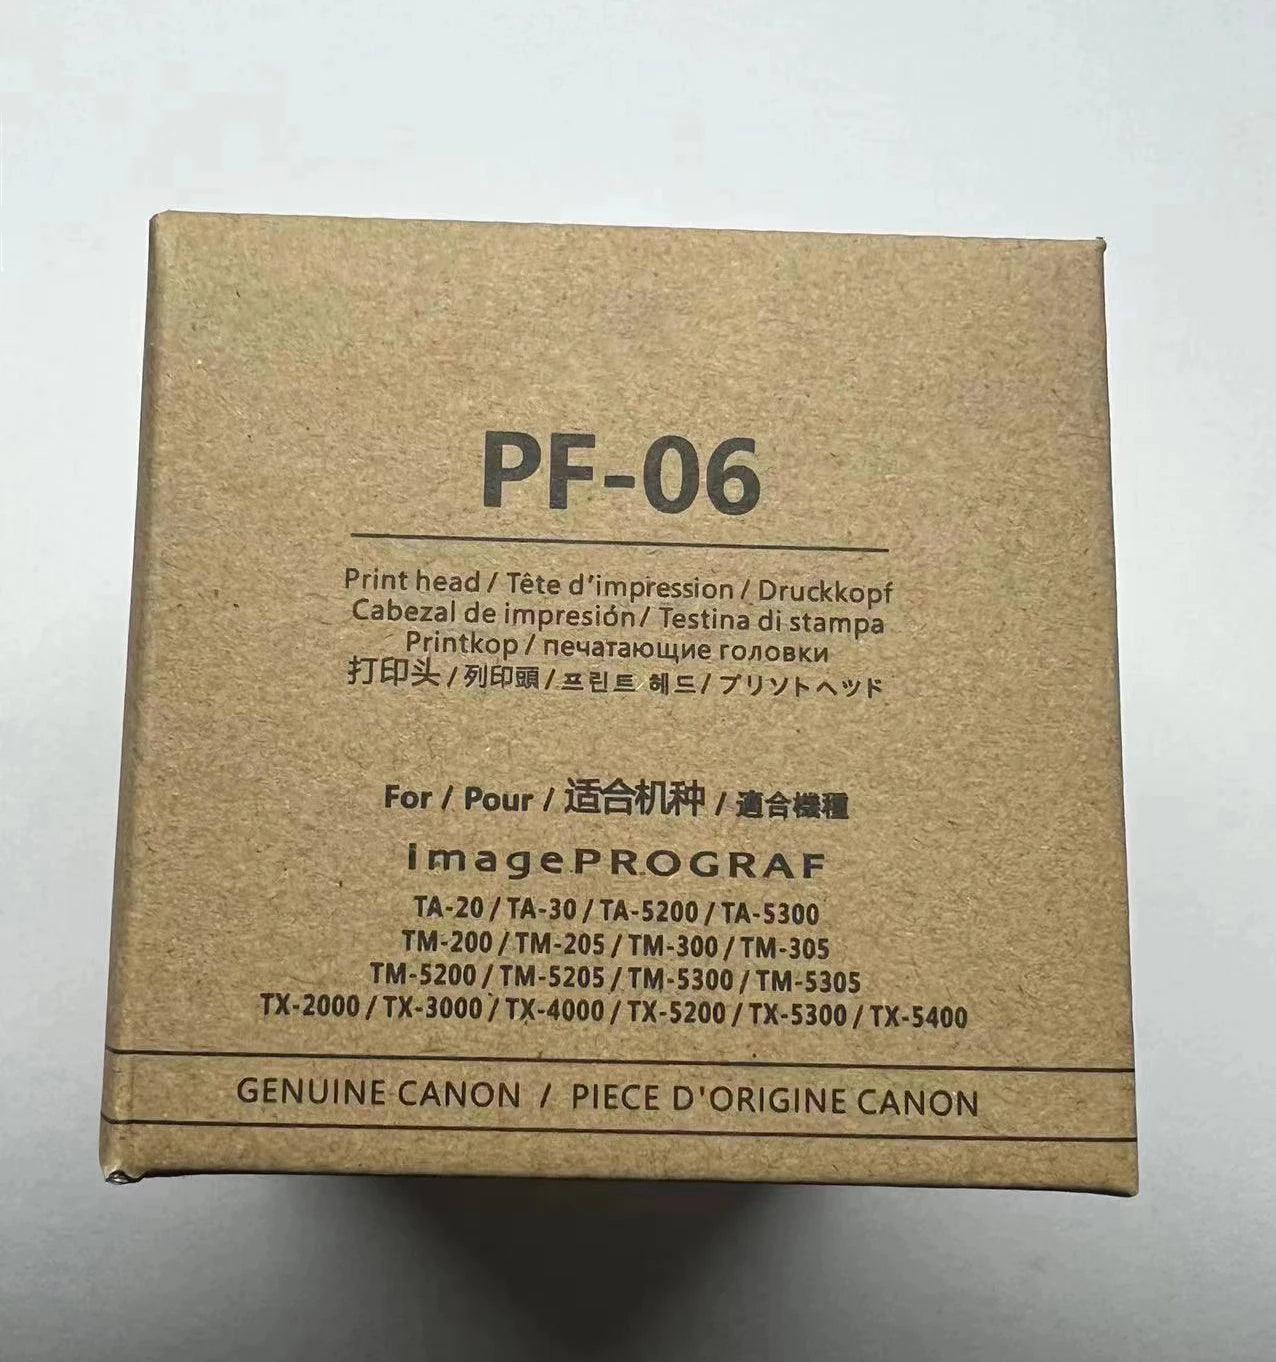 PF-06
Print head / Tête d'impression / Druckkopf
Cabezal de impresión / Testina di stampa
Printkop / печатающие головки
打印头 / 列印頭 / 프린트 헤드 / プリソトヘッド
For / Pour / 适合机种 / 適合機種
imagePROGRAF
TA-20 / TA-30 / TA-5200 / TA-5300
TM-200 / TM-205 / TM-300 / TM-305
TM-5200 / TM-5205 / TM-5300 / TM-5305
TX-2000 / TX-3000 / TX-4000 / TX-5200 / TX-5300 / TX-5400
GENUINE CANON / PIECE D'ORIGINE CANON